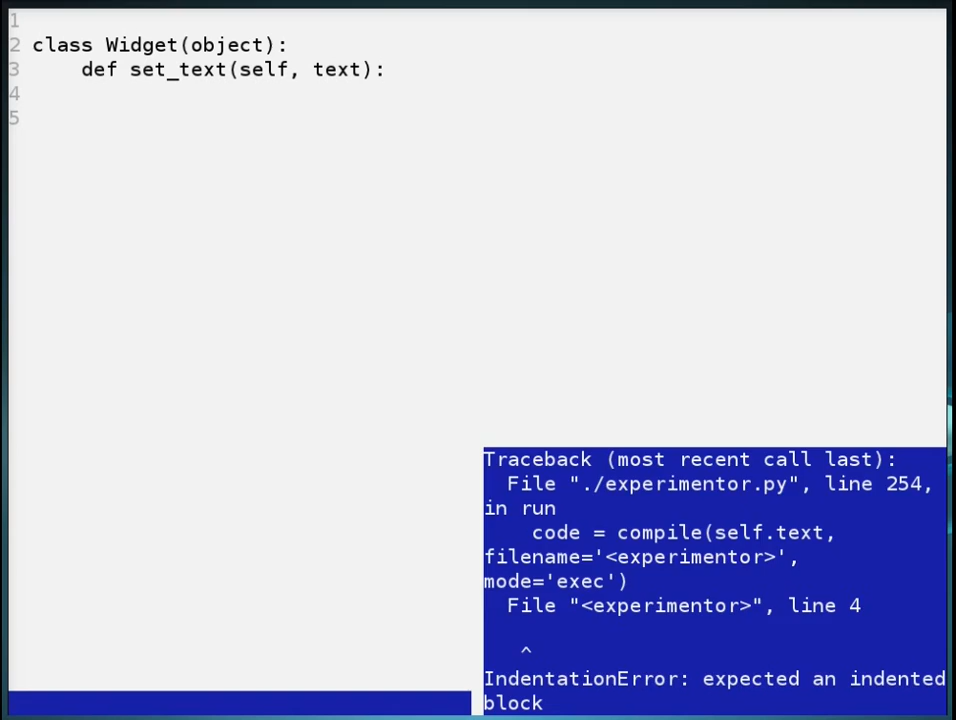 1
2 class Widget(object):
3     def set_text(self, text):
4
5
Traceback (most recent call last):
  File "./experimentor.py", line 254,
in run
    code = compile(self.text,
filename='<experimentor>',
mode='exec')
  File "<experimentor>", line 4

    ^
IndentationError: expected an indented
block